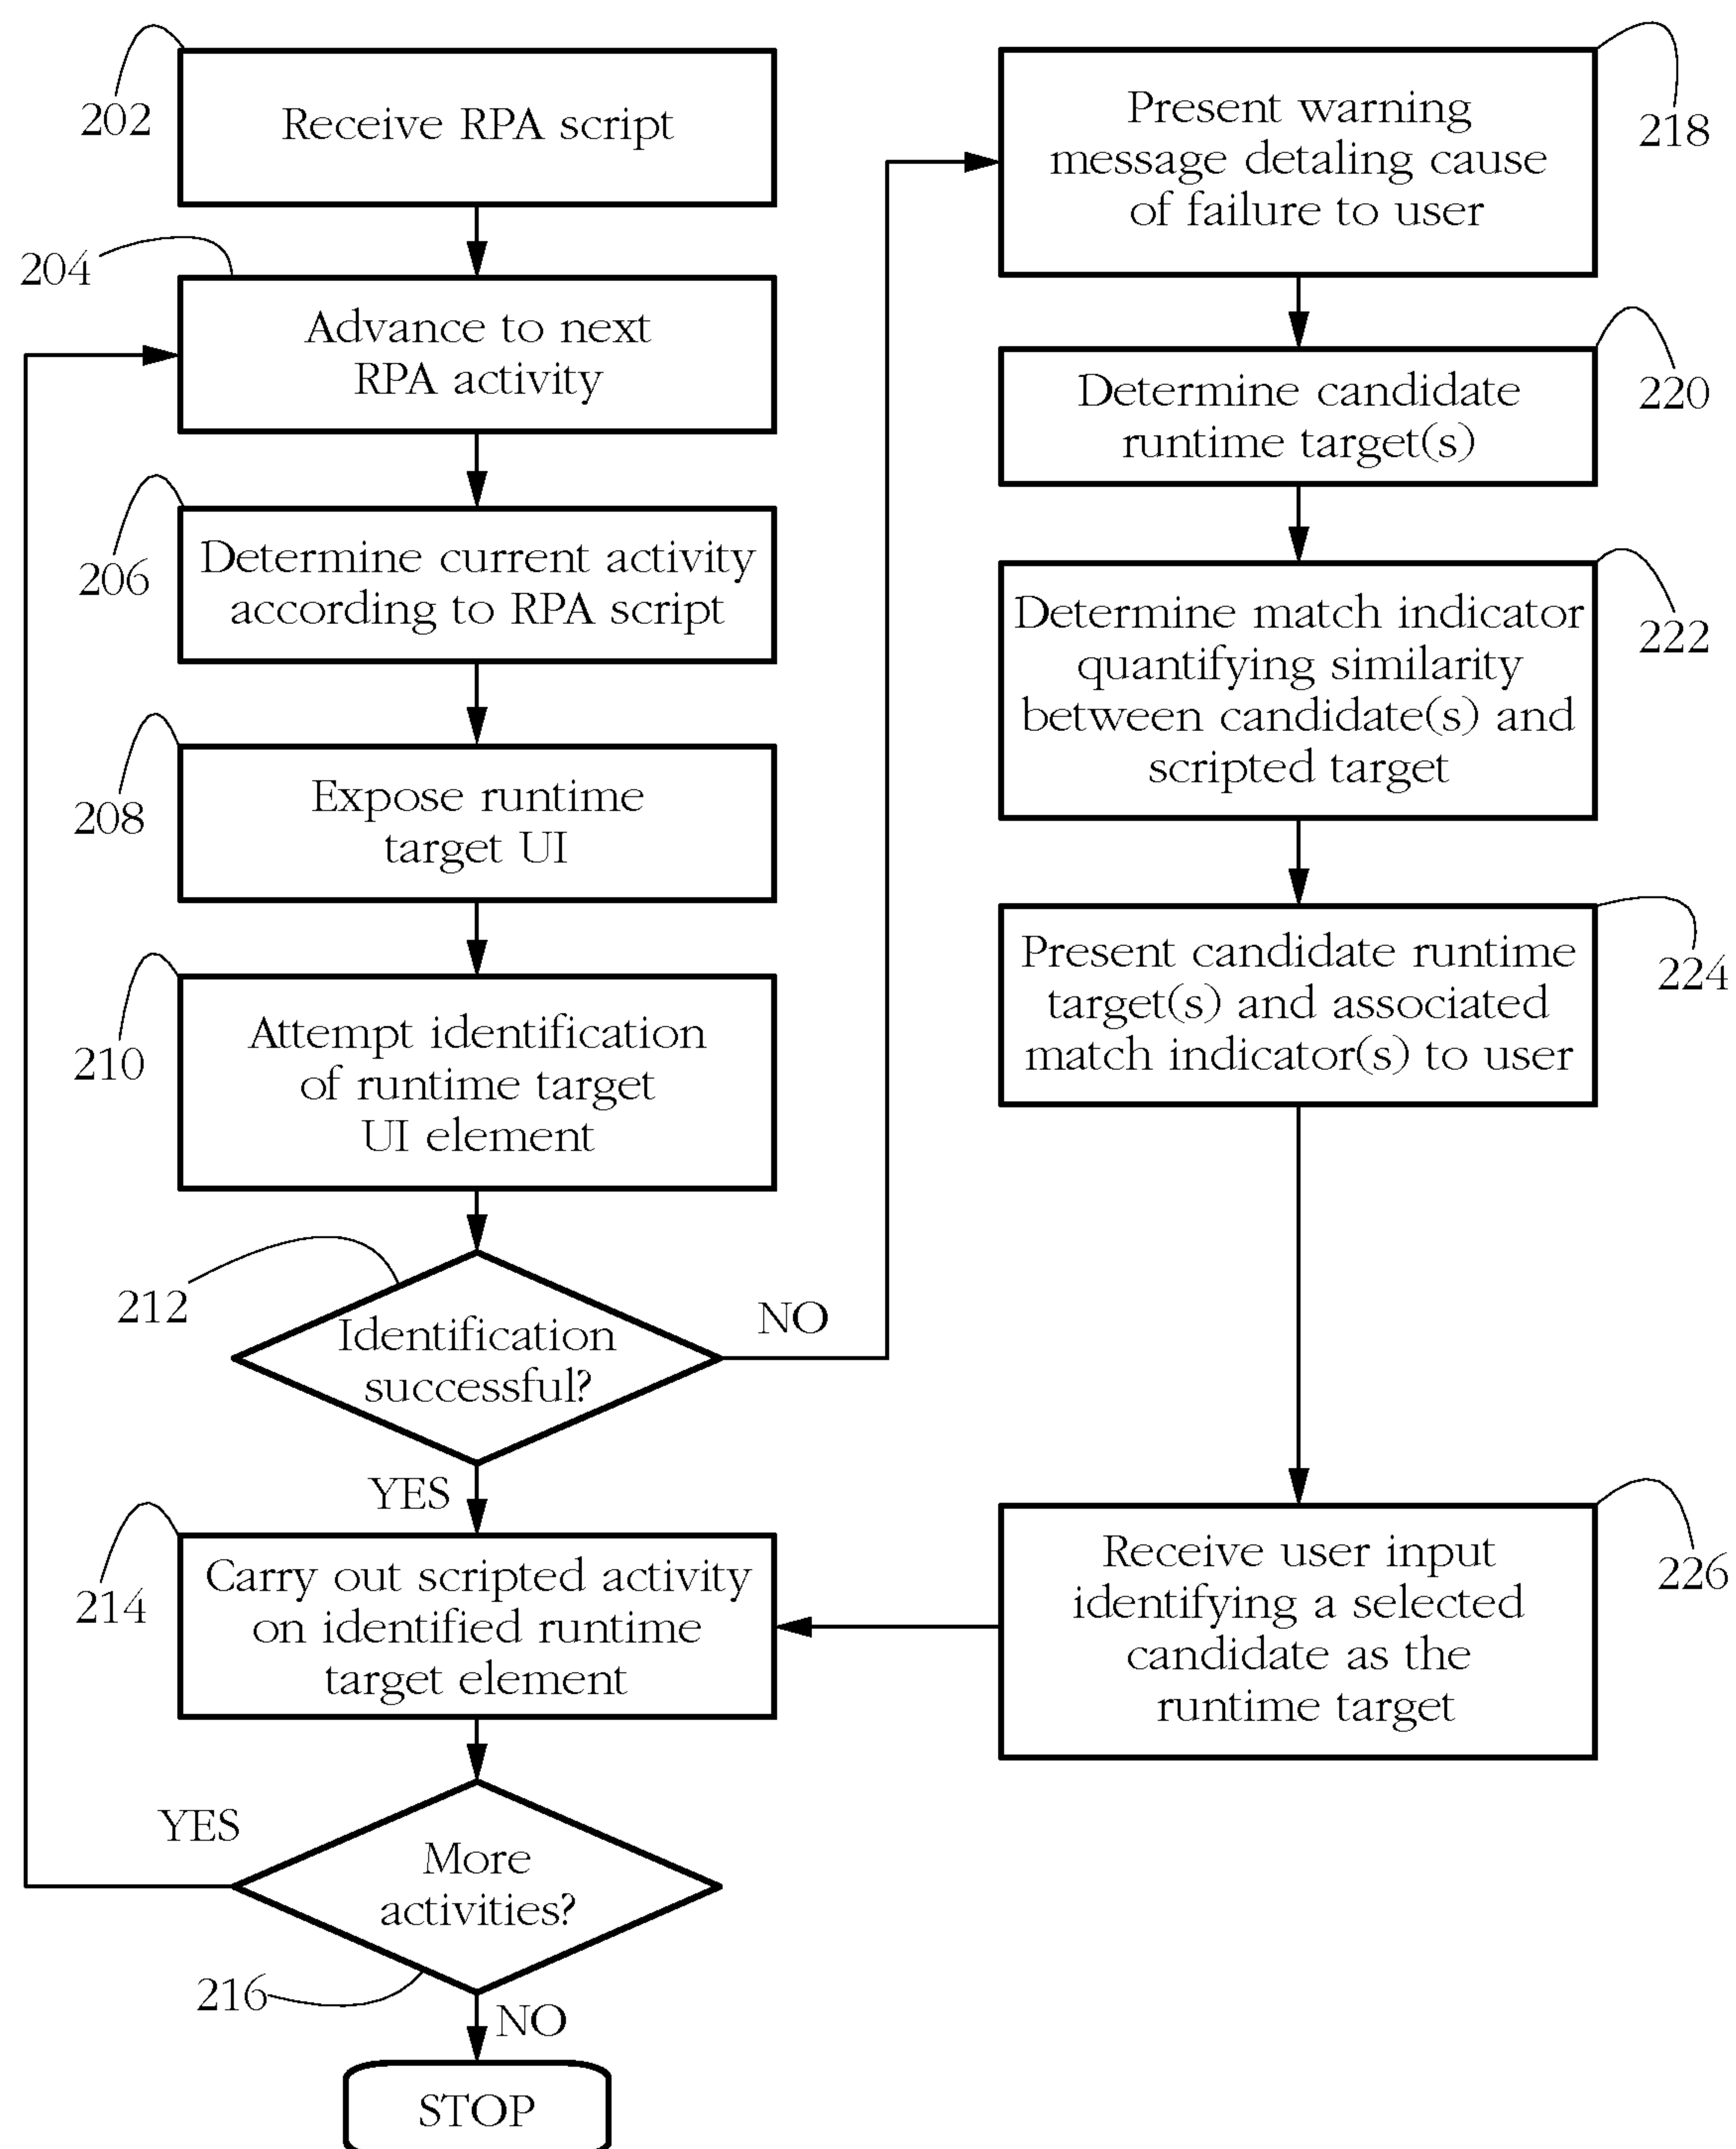 202
Receive RPA script
204
Advance to next
RPA activity
206
Determine current activity
according to RPA script
208
Expose runtime
target UI
210
Attempt identification
of runtime target
UI element
212
Identification
successful?
NO
YES
214
Carry out scripted activity
on identified runtime
target element
YES
More
activities?
216
NO
STOP
218
Present warning
message detaling cause
of failure to user
220
Determine candidate
runtime target(s)
222
Determine match indicator
quantifying similarity
between candidate(s) and
scripted target
224
Present candidate runtime
target(s) and associated
match indicator(s) to user
226
Receive user input
identifying a selected
candidate as the
runtime target